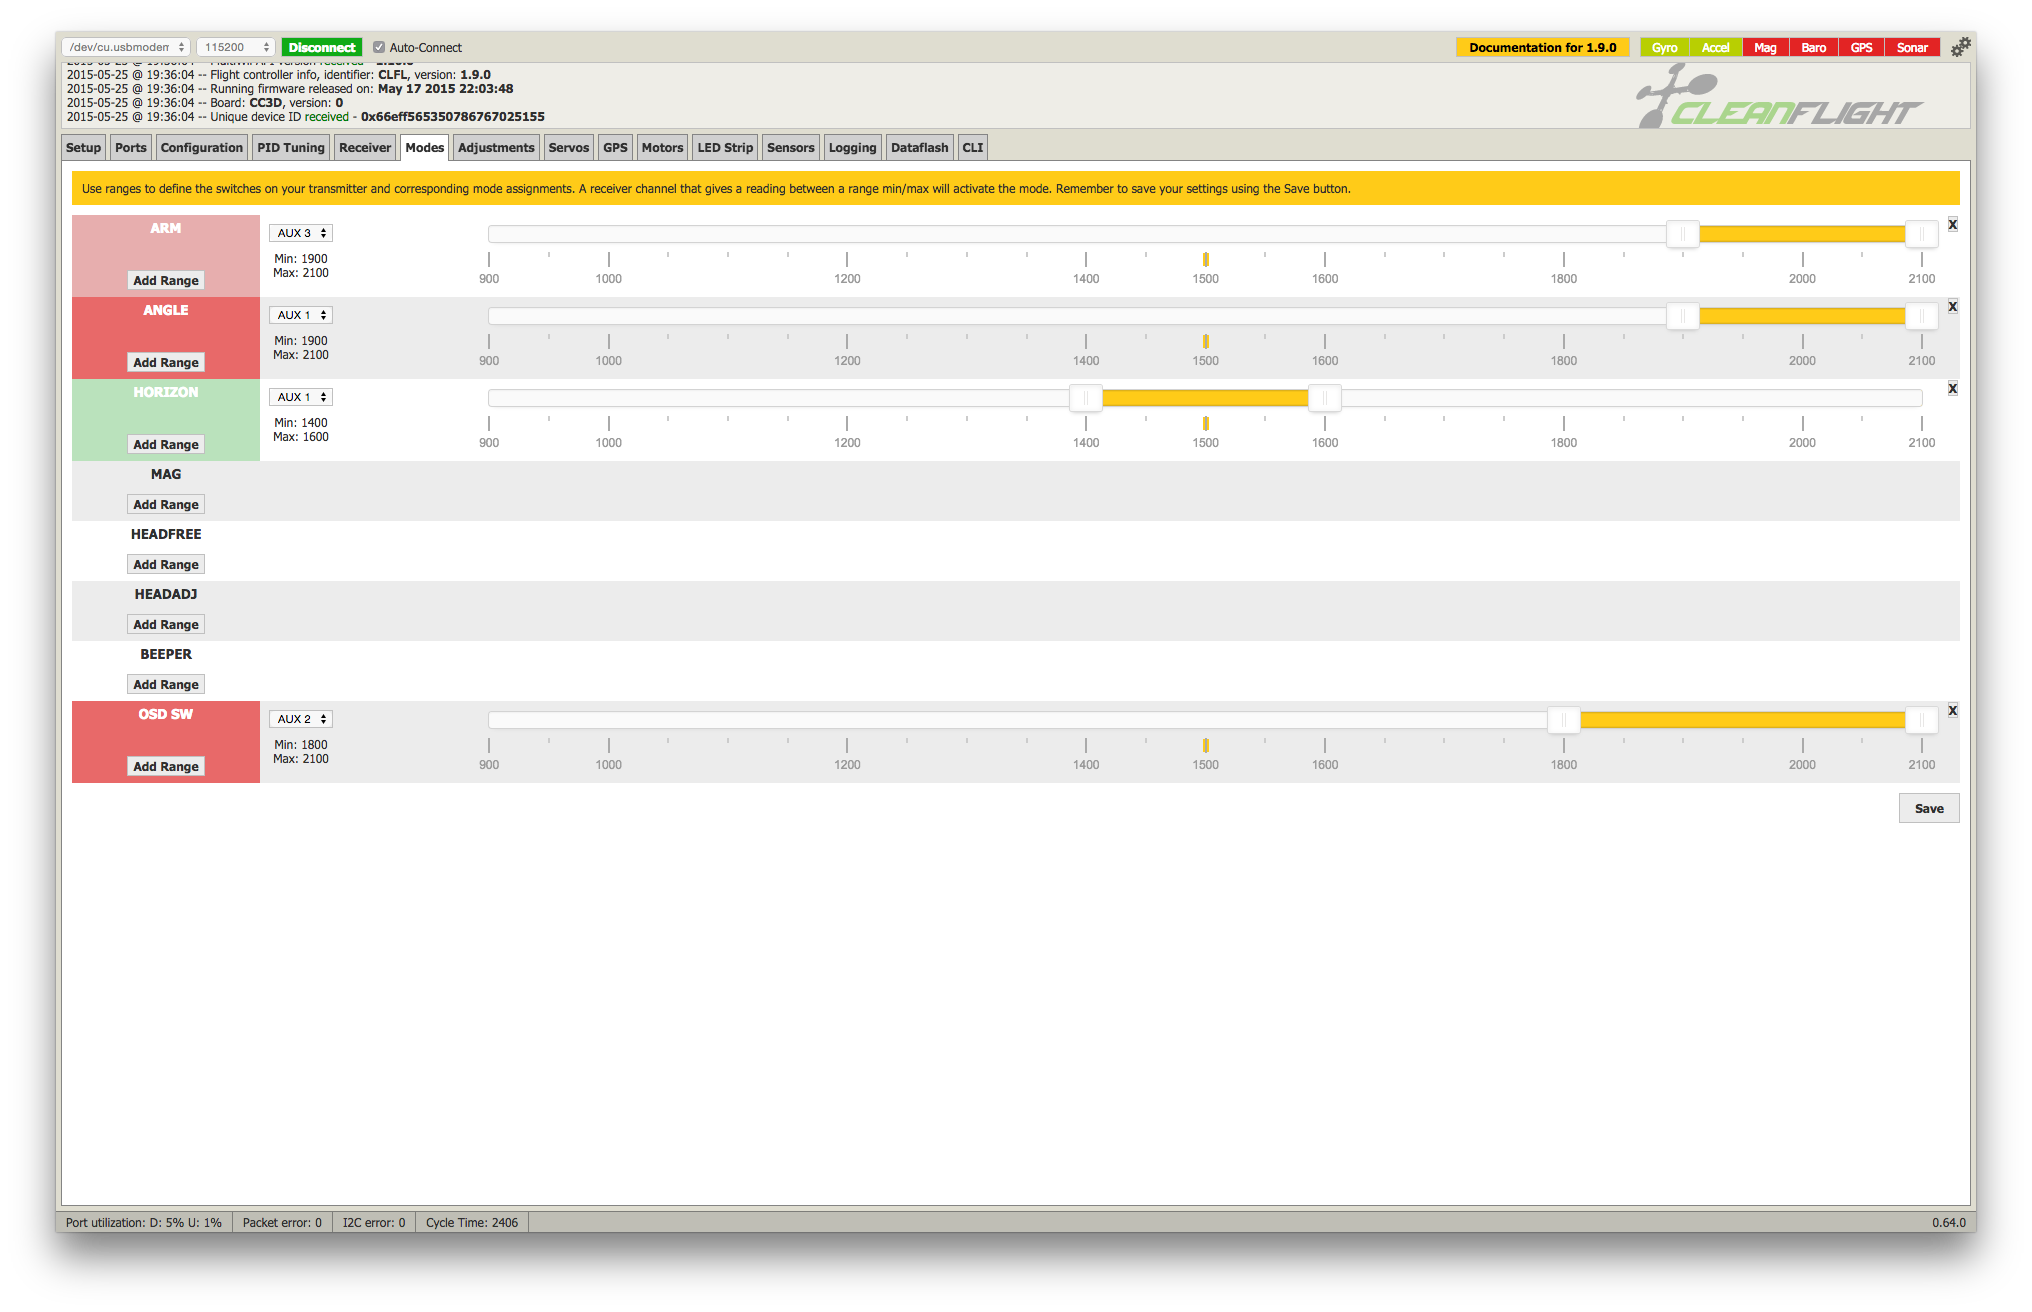 /dev/cu.usbmodem 115200 Disconnect Auto-Connect Documentation for 1.9.0 Gyro Accel Mag Baro GPS Sonar
2015-05-25 @ 19:36:04 -- MultiWii API version received -
2015-05-25 @ 19:36:04 -- Flight controller info, identifier: CLFL, version: 1.9.0
2015-05-25 @ 19:36:04 -- Running firmware released on: May 17 2015 22:03:48
2015-05-25 @ 19:36:04 -- Board: CC3D, version: 0
2015-05-25 @ 19:36:04 -- Unique device ID received - 0x66eff565350786767025155
CLEANFLIGHT
Setup Ports Configuration PID Tuning Receiver Modes Adjustments Servos GPS Motors LED Strip Sensors Logging Dataflash CLI
Use ranges to define the switches on your transmitter and corresponding mode assignments. A receiver channel that gives a reading between a range min/max will activate the mode. Remember to save your settings using the Save button.
ARM AUX 3 X
Min: 1900
Max: 2100
900 1000 1200 1400 1500 1600 1800 2000 2100
Add Range
ANGLE AUX 1 X
Min: 1900
Max: 2100
900 1000 1200 1400 1500 1600 1800 2000 2100
Add Range
HORIZON AUX 1 X
Min: 1400
Max: 1600
900 1000 1200 1400 1500 1600 1800 2000 2100
Add Range
MAG
Add Range
HEADFREE
Add Range
HEADADJ
Add Range
BEEPER
Add Range
OSD SW AUX 2 X
Min: 1800
Max: 2100
900 1000 1200 1400 1500 1600 1800 2000 2100
Add Range
Save
Port utilization: D: 5% U: 1% Packet error: 0 I2C error: 0 Cycle Time: 2406 0.64.0